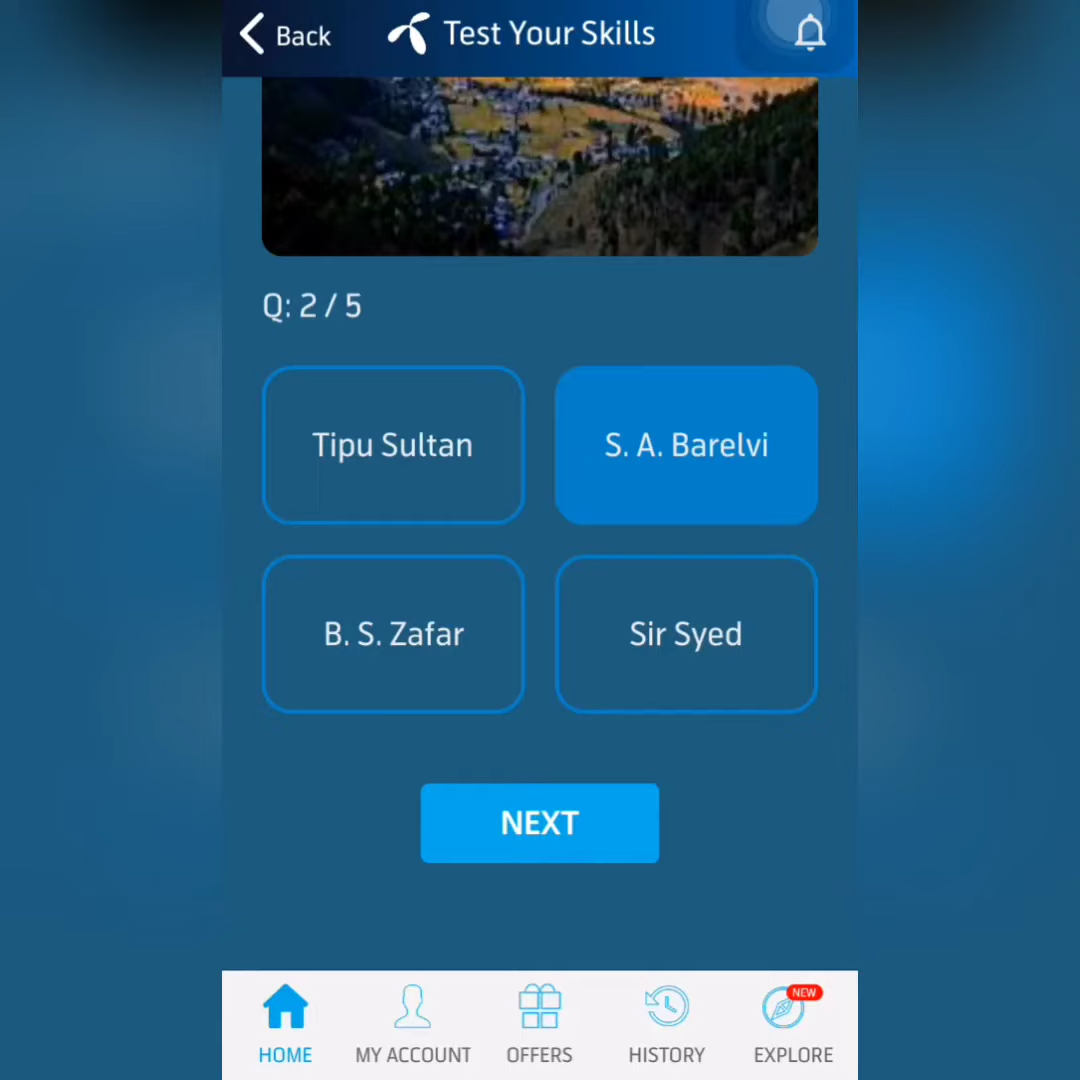 Back
Test Your Skills
Q: 2 / 5
Tipu Sultan
S. A. Barelvi
B. S. Zafar
Sir Syed
NEXT
NEW
HOME
MY ACCOUNT
OFFERS
HISTORY
EXPLORE